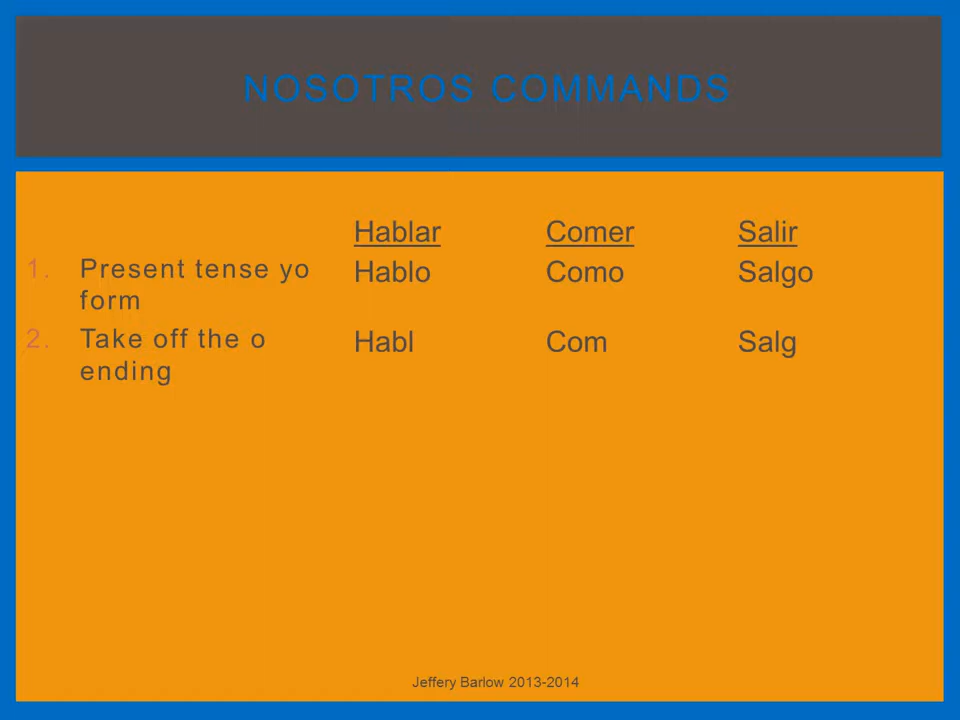 NOSOTROS COMMANDS
Hablar Comer Salir
1. Present tense yo Hablo Como Salgo
form
2. Take off the o Habl Com Salg
ending
Jeffery Barlow 2013-2014